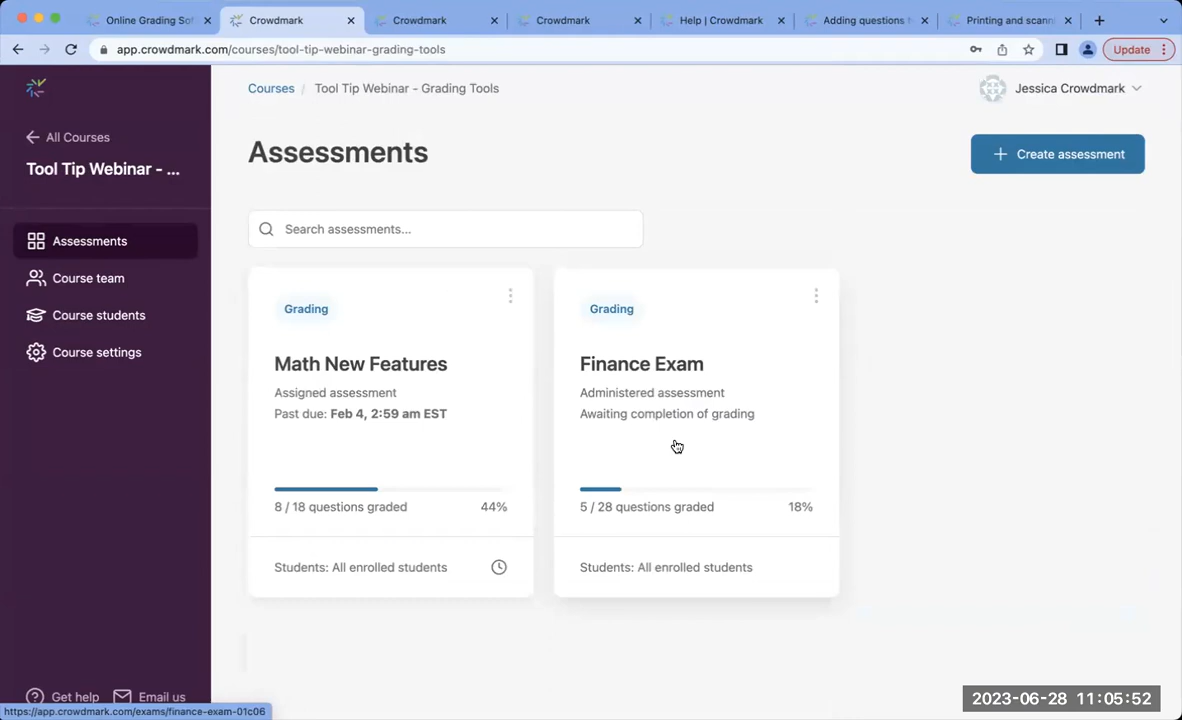 Online Grading Sof
Crowdmark
Crowdmark
Crowdmark
Help | Crowdmark
Adding questions t
Printing and scann
app.crowdmark.com/courses/tool-tip-webinar-grading-tools
Update
Courses / Tool Tip Webinar - Grading Tools
Jessica Crowdmark
All Courses
Tool Tip Webinar - ...
Assessments
Course team
Course students
Course settings
Get help
Email us
Assessments
+ Create assessment
Search assessments...
Grading
Math New Features
Assigned assessment
Past due: Feb 4, 2:59 am EST
8 / 18 questions graded 44%
Students: All enrolled students
Grading
Finance Exam
Administered assessment
Awaiting completion of grading
5 / 28 questions graded 18%
Students: All enrolled students
https://app.crowdmark.com/exams/finance-exam-01c06
2023-06-28 11:05:52